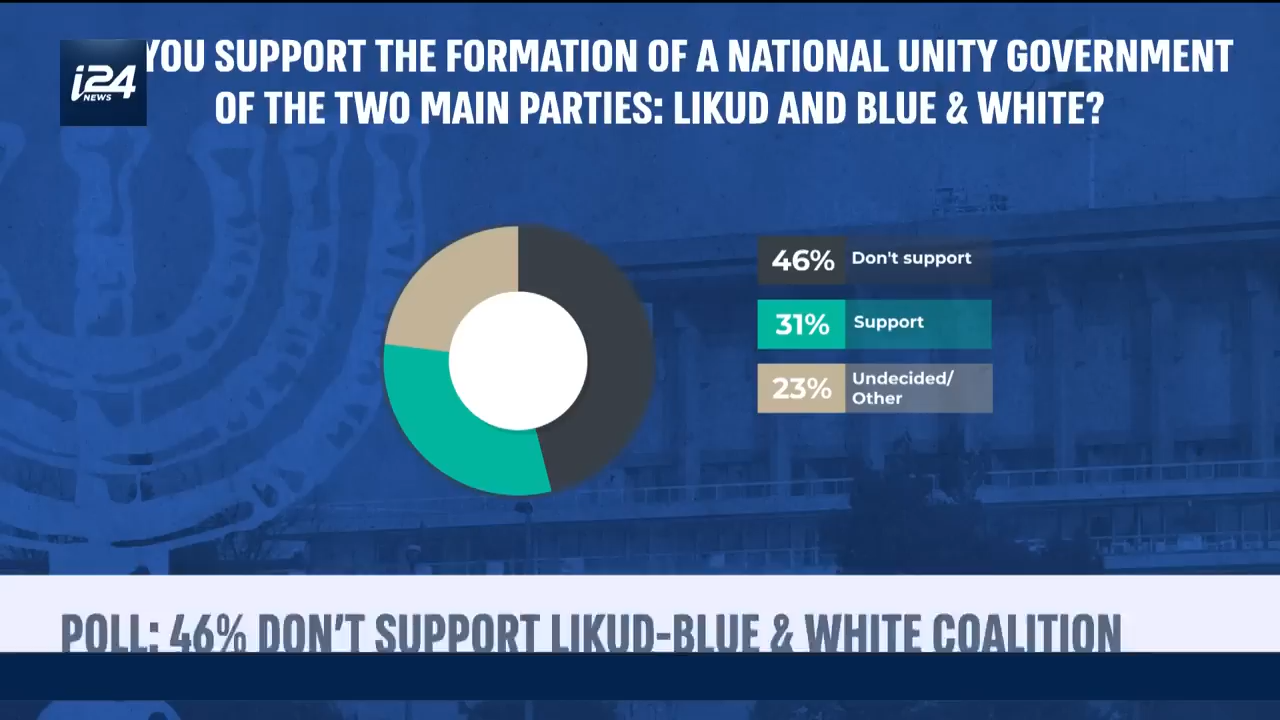 YOU SUPPORT THE FORMATION OF A NATIONAL UNITY GOVERNMENT
OF THE TWO MAIN PARTIES: LIKUD AND BLUE & WHITE?
i24
NEWS
46% Don't support
31% Support
23% Undecided/
Other
POLL: 46% DON'T SUPPORT LIKUD-BLUE & WHITE COALITION